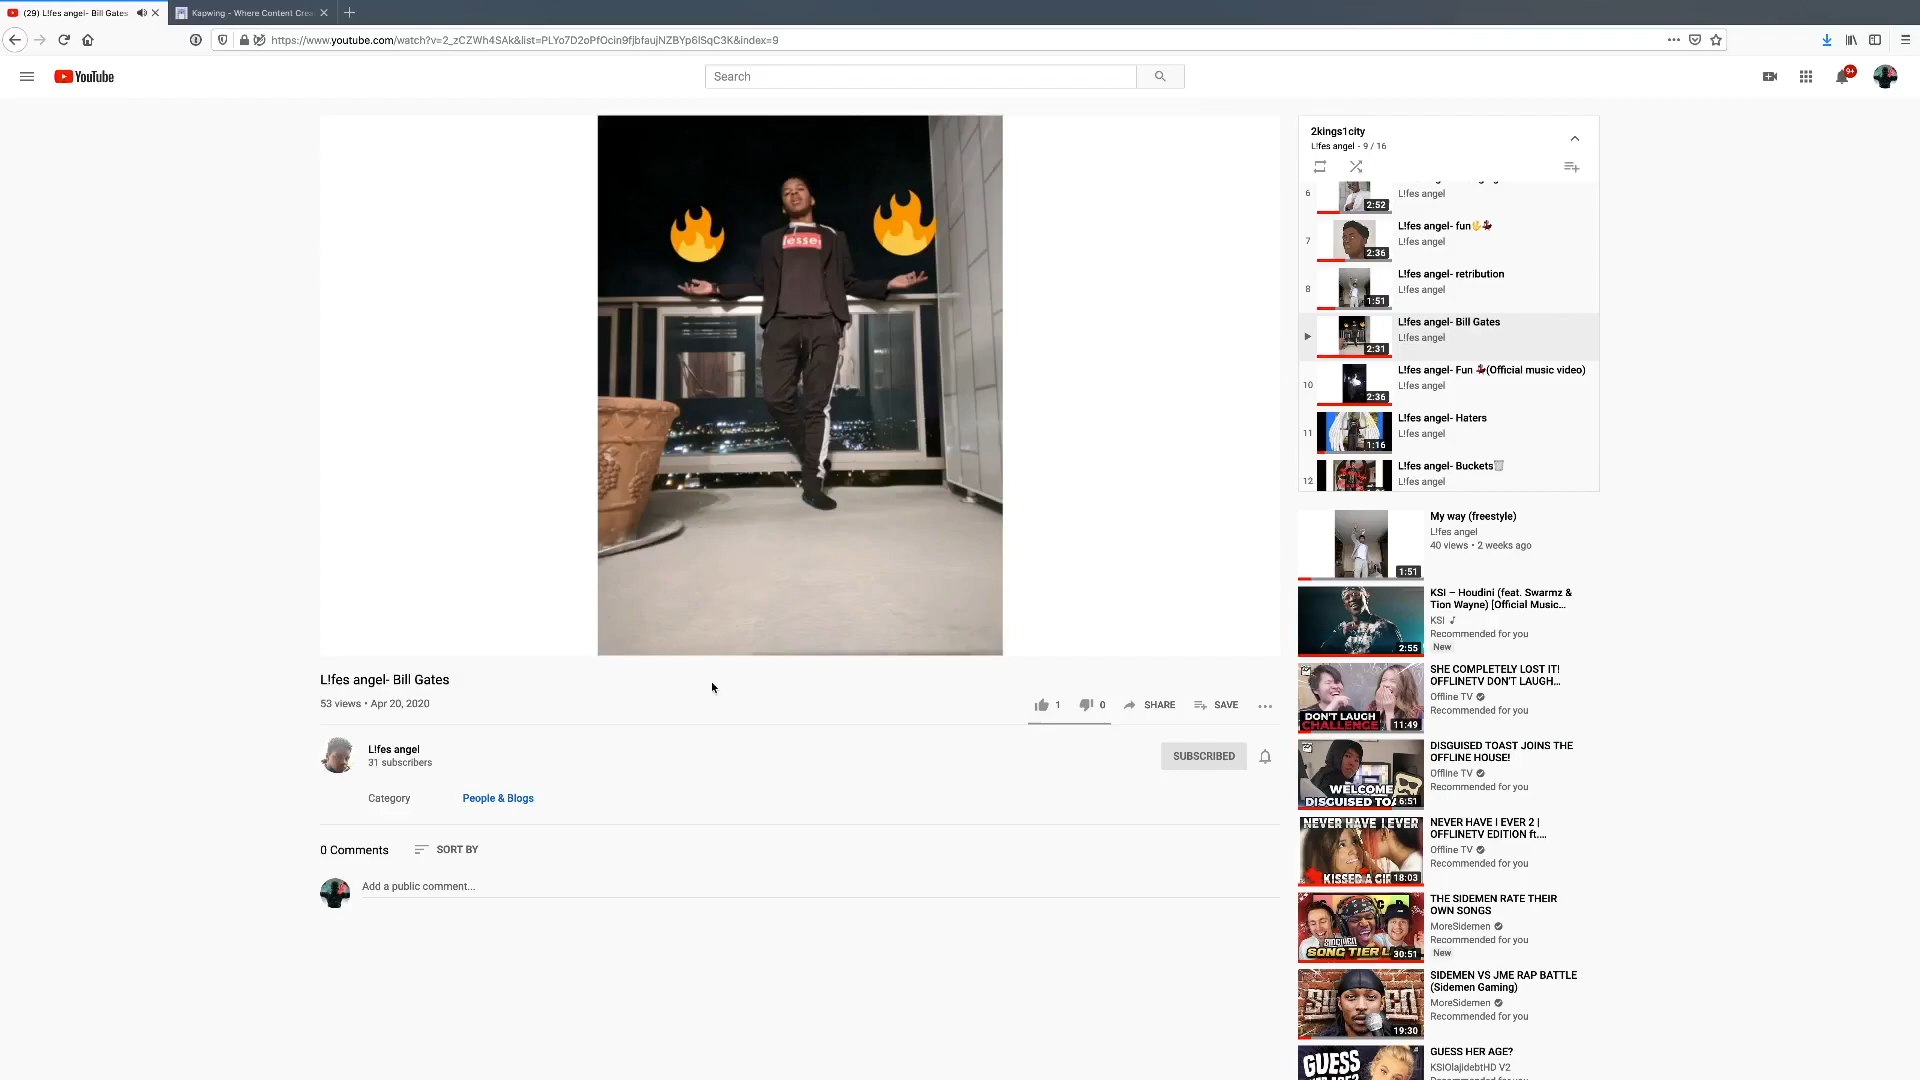 (29) L!fes angel- Bill Gates
Kapwing - Where Content Crea
https://www.youtube.com/watch?v=2_zCZWh4SAk&list=PLYo7D2oPfOcin9fjbfaujNZBYp6lSqC3K&index=9
YouTube
Search
9+
lesse
L!fes angel- Bill Gates
53 views • Apr 20, 2020
1
0
SHARE
SAVE
L!fes angel
31 subscribers
SUBSCRIBED
Category
People & Blogs
0 Comments
SORT BY
Add a public comment...
2kings1city
L!fes angel - 9 / 16
6
2:52
L!fes angel
7
2:36
L!fes angel- fun🖐💃
L!fes angel
8
1:51
L!fes angel- retribution
L!fes angel
2:31
L!fes angel- Bill Gates
L!fes angel
10
2:36
L!fes angel- Fun 💃(Official music video)
L!fes angel
11
1:16
L!fes angel- Haters
L!fes angel
12
L!fes angel- Buckets🗑
L!fes angel
1:51
My way (freestyle)
L!fes angel
40 views • 2 weeks ago
2:55
KSI – Houdini (feat. Swarmz &
Tion Wayne) [Official Music...
KSI
Recommended for you
New
DON'T LAUGH
CHALLENGE
11:49
SHE COMPLETELY LOST IT!
OFFLINETV DON'T LAUGH...
Offline TV
Recommended for you
WELCOME
DISGUISED TOA
6:51
DISGUISED TOAST JOINS THE
OFFLINE HOUSE!
Offline TV
Recommended for you
NEVER HAVE I EVER
KISSED A GIR
18:03
NEVER HAVE I EVER 2 |
OFFLINETV EDITION ft....
Offline TV
Recommended for you
SIDEMEN
SONG TIER L
30:51
THE SIDEMEN RATE THEIR
OWN SONGS
MoreSidemen
Recommended for you
New
19:30
SIDEMEN VS JME RAP BATTLE
(Sidemen Gaming)
MoreSidemen
Recommended for you
GUESS
GUESS HER AGE?
KSIOlajidebtHD V2